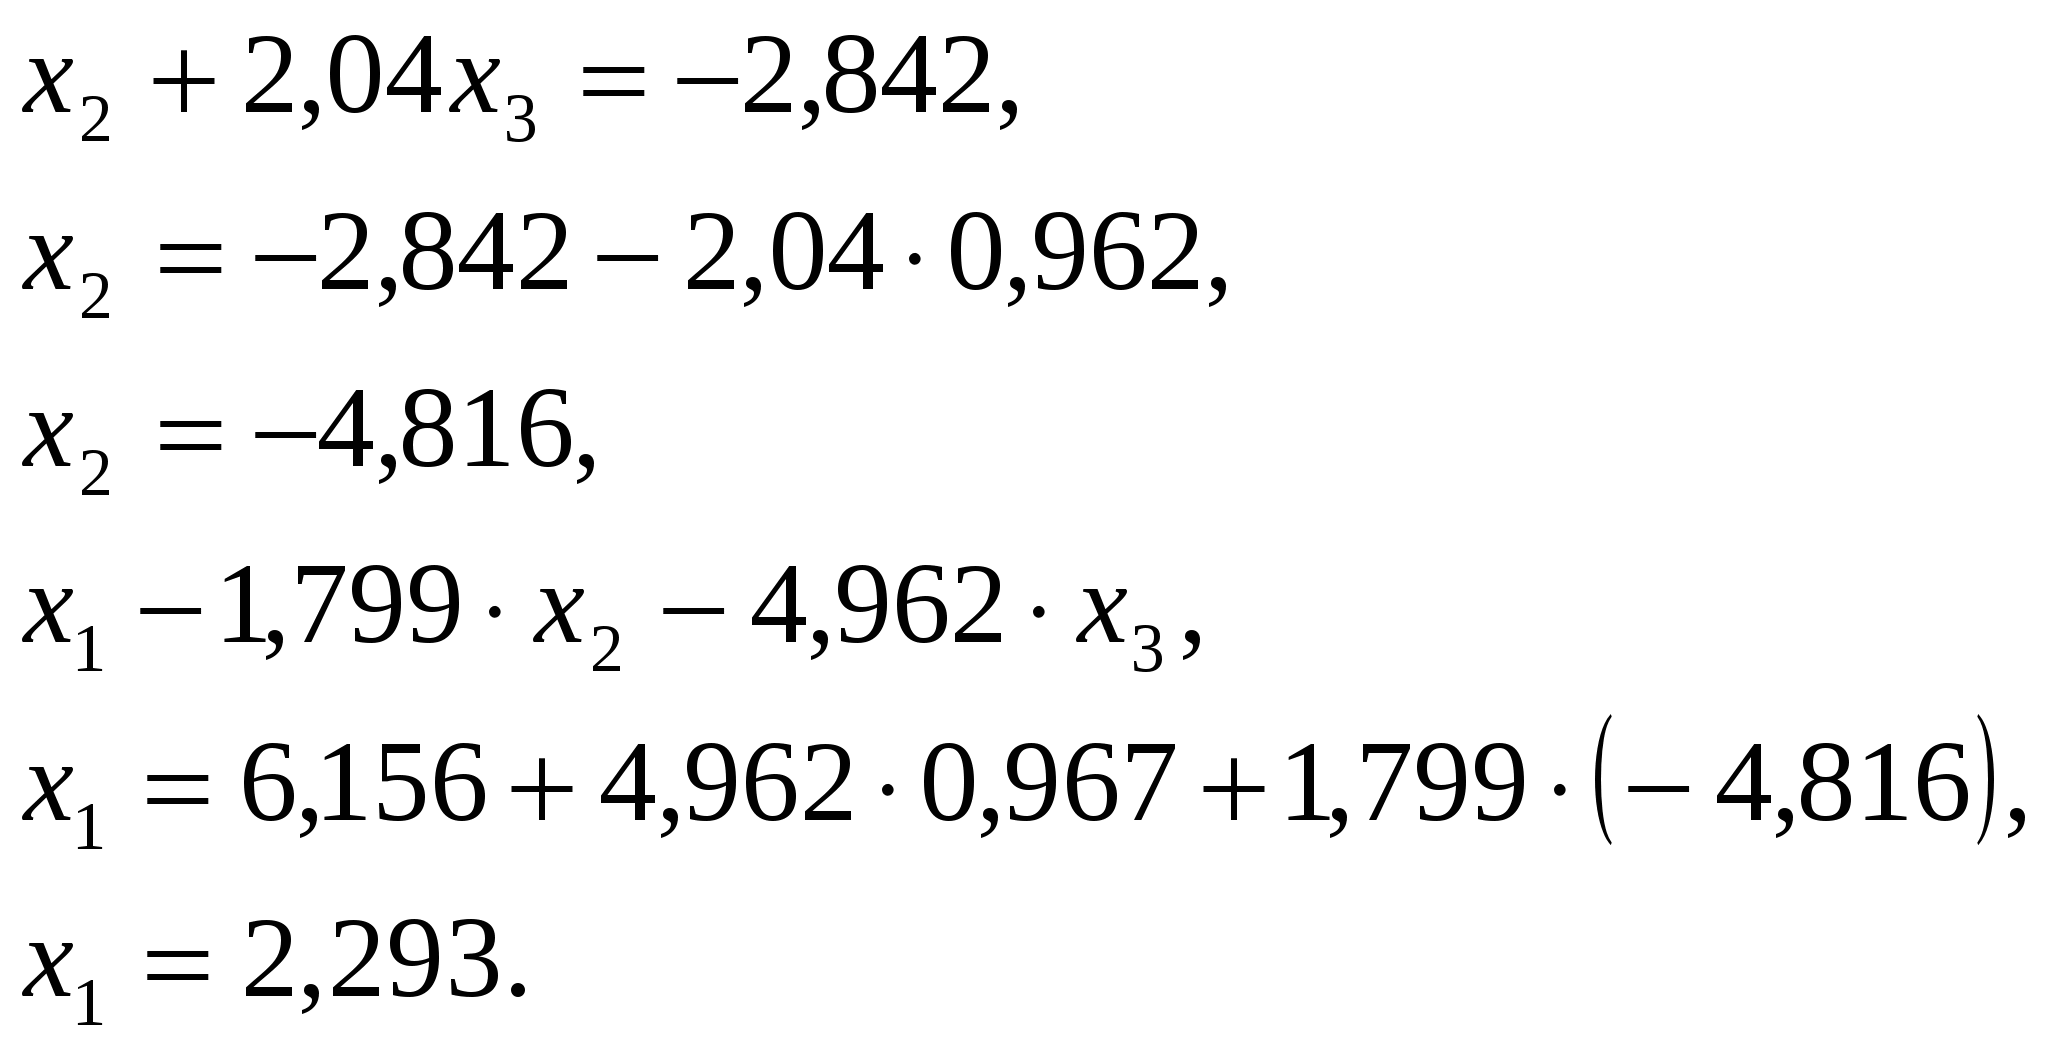 x₂ + 2,04x₃ = −2,842,
x₂ = −2,842 − 2,04 · 0,962,
x₂ = −4,816,
x₁ − 1,799 · x₂ − 4,962 · x₃ ,
x₁ = 6,156 + 4,962 · 0,967 + 1,799 · (− 4,816),
x₁ = 2,293.